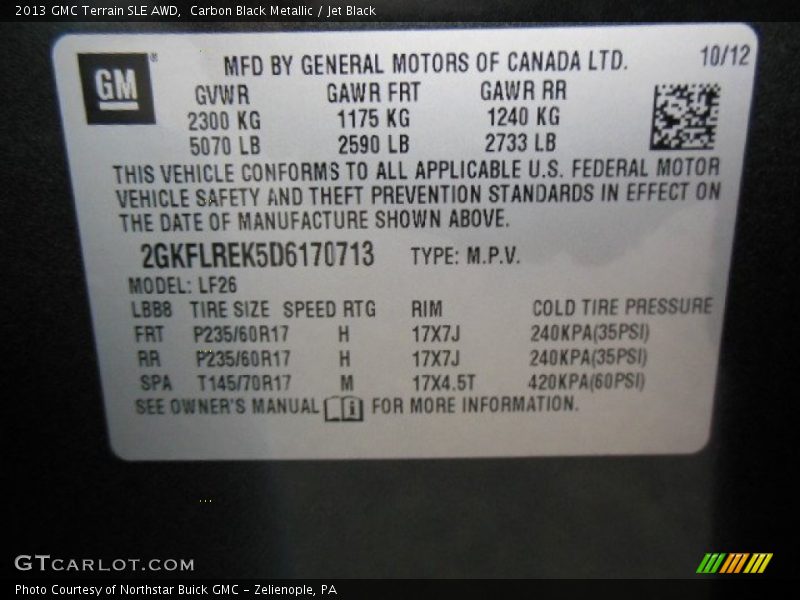 2013 GMC Terrain SLE AWD, Carbon Black Metallic / Jet Black
GM ®
MFD BY GENERAL MOTORS OF CANADA LTD. 10/12
GVWR GAWR FRT GAWR RR
2300 KG 1175 KG 1240 KG
5070 LB 2590 LB 2733 LB
THIS VEHICLE CONFORMS TO ALL APPLICABLE U.S. FEDERAL MOTOR
VEHICLE SAFETY AND THEFT PREVENTION STANDARDS IN EFFECT ON
THE DATE OF MANUFACTURE SHOWN ABOVE.
2GKFLREK5D6170713 TYPE: M.P.V.
MODEL: LF26
LBB8 TIRE SIZE SPEED RTG RIM COLD TIRE PRESSURE
FRT P235/60R17 H 17X7J 240KPA(35PSI)
RR P235/60R17 H 17X7J 240KPA(35PSI)
SPA T145/70R17 M 17X4.5T 420KPA(60PSI)
SEE OWNER'S MANUAL i FOR MORE INFORMATION.
GTCARLOT.COM
Photo Courtesy of Northstar Buick GMC - Zelienople, PA